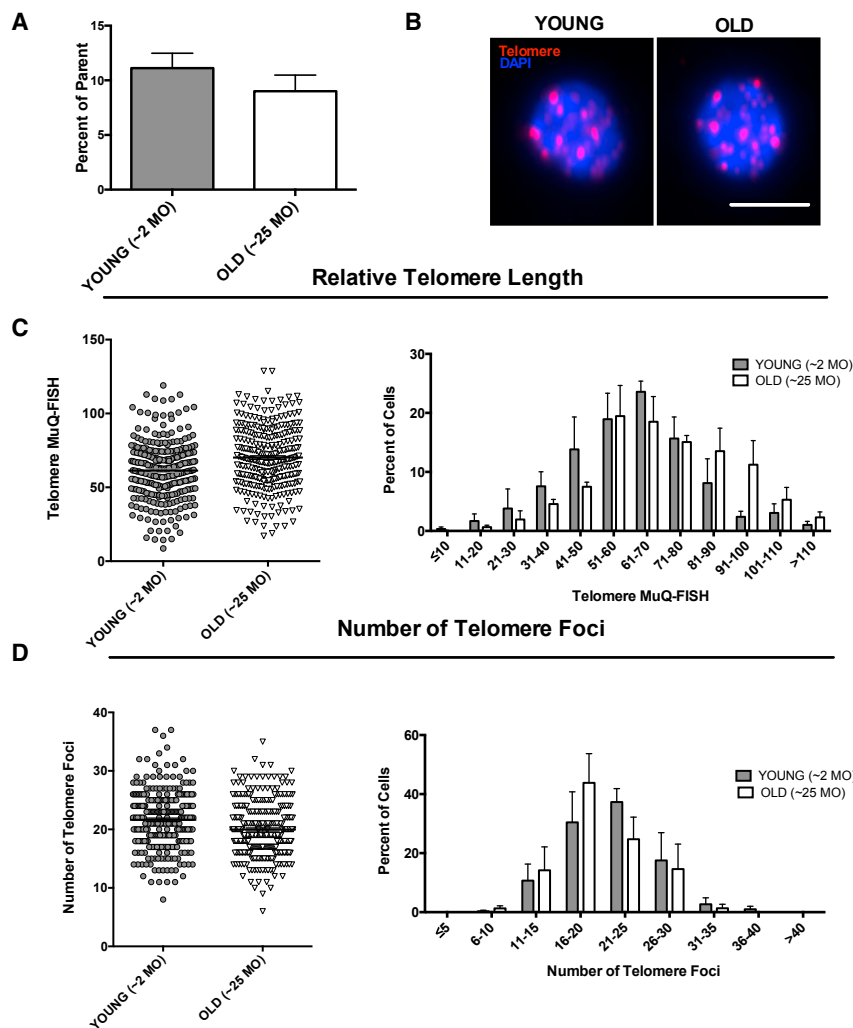 A
Percent of Parent
15
10
5
0
YOUNG (~2 MO)
OLD (~25 MO)
B
YOUNG
OLD
Telomere
DAPI
Relative Telomere Length
C
Telomere MuQ-FISH
150
100
50
0
YOUNG (~2 MO)
OLD (~25 MO)
Percent of Cells
30
20
10
0
YOUNG (~2 MO)
OLD (~25 MO)
≤10
11-20
21-30
31-40
41-50
51-60
61-70
71-80
81-90
91-100
101-110
>110
Telomere MuQ-FISH
Number of Telomere Foci
D
Number of Telomere Foci
40
30
20
10
0
YOUNG (~2 MO)
OLD (~25 MO)
Percent of Cells
60
40
20
0
YOUNG (~2 MO)
OLD (~25 MO)
≤5
6-10
11-15
16-20
21-25
26-30
31-35
36-40
>40
Number of Telomere Foci